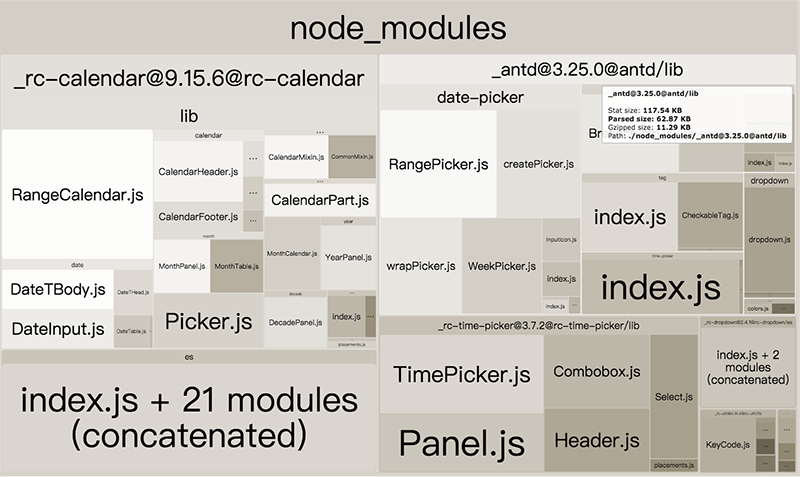 node_modules
_rc-calendar@9.15.6@rc-calendar
lib
RangeCalendar.js
calendar
CalendarHeader.js
...
...
CalendarFooter.js
...
...
CalendarMixin.js
CommonMixin.js
...
CalendarPart.js
date
DateTBody.js
DateTHead.js
DateInput.js
DateTable.js
...
month
MonthPanel.js
MonthTable.js
Picker.js
year
MonthCalendar.js
YearPanel.js
decade
DecadePanel.js
index.js
...
placements.js
es
index.js + 21 modules
(concatenated)
_antd@3.25.0@antd/lib
date-picker
RangePicker.js
createPicker.js
wrapPicker.js
WeekPicker.js
InputIcon.js
index.js
index.js
...
_antd@3.25.0@antd/lib
Stat size: 117.54 KB
Parsed size: 62.87 KB
Gzipped size: 11.29 KB
Path: ./node_modules/_antd@3.25.0@antd/lib
Br
index.js
index.js
tag
index.js
CheckableTag.js
dropdown
dropdown.js
time-picker
index.js
colors.js
...
_rc-time-picker@3.7.2@rc-time-picker/lib
TimePicker.js
Combobox.js
Select.js
Panel.js
Header.js
placements.js
_rc-dropdown@2.4.1@rc-dropdown/es
index.js + 2
modules
(concatenated)
KeyCode.js
...
...
...
...
...
...